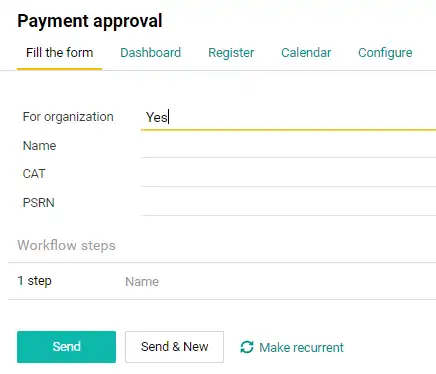 Payment approval
Fill the form Dashboard Register Calendar Configure
For organization Yes
Name
CAT
PSRN
Workflow steps
1 step Name
Send Send & New Make recurrent